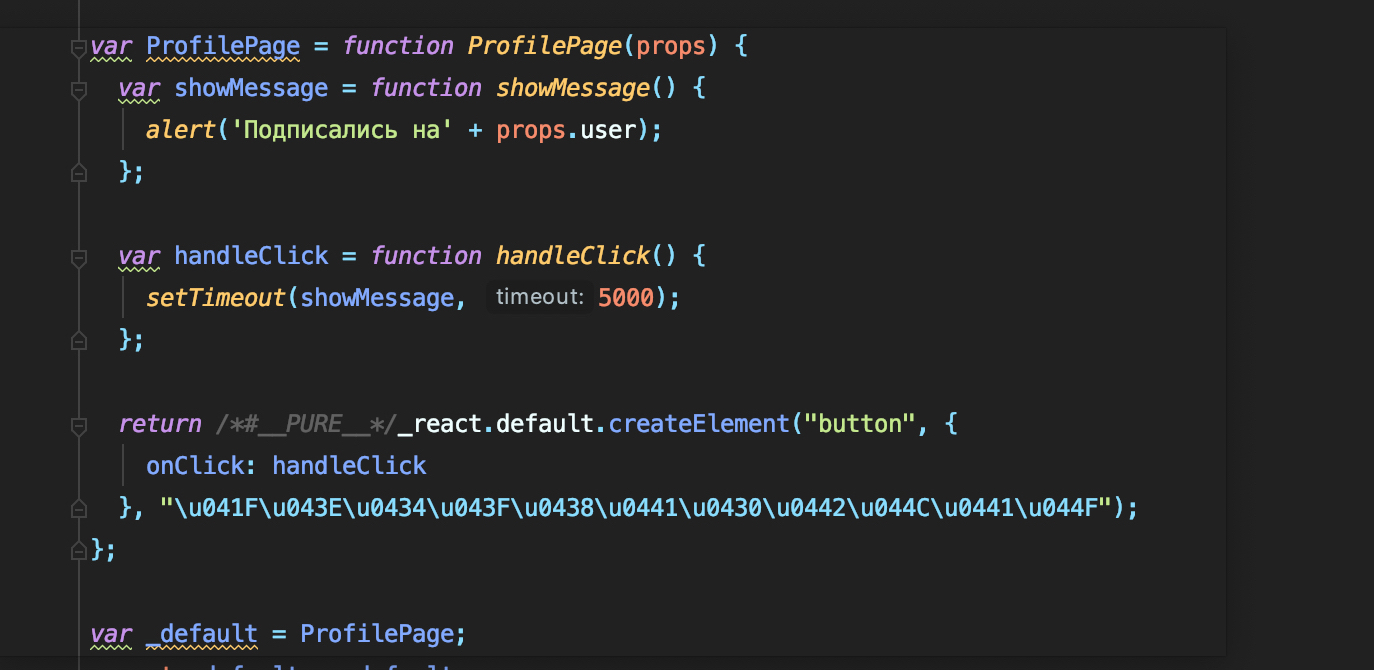 var ProfilePage = function ProfilePage(props) {
var showMessage = function showMessage() {
alert('Подписались на' + props.user);
};
var handleClick = function handleClick() {
setTimeout(showMessage, timeout: 5000);
};
return /*#__PURE__*/_react.default.createElement("button", {
onClick: handleClick
}, "\u041F\u043E\u0434\u043F\u0438\u0441\u0430\u0442\u044C\u0441\u044F");
};
var _default = ProfilePage;